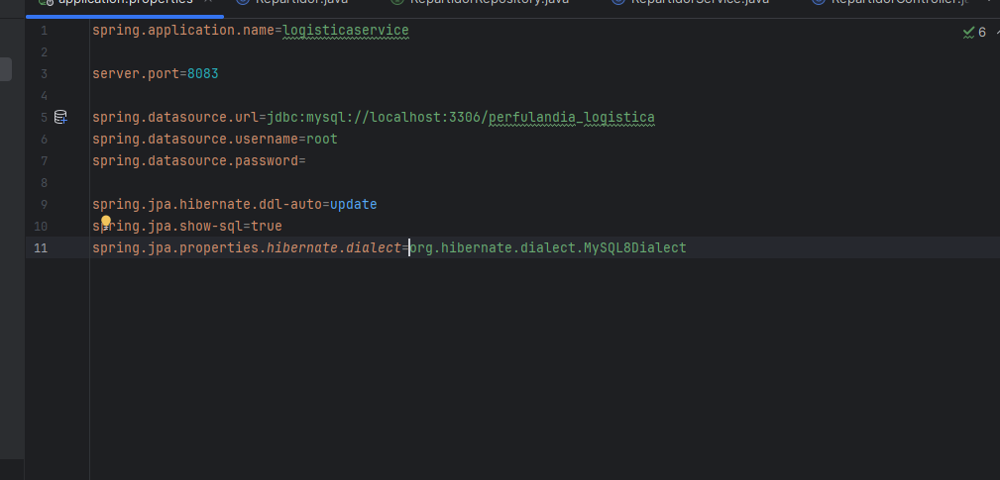 application.properties Repartidor.java RepartidorRepository.java RepartidorService.java RepartidorController.j
1 spring.application.name=logisticaservice 6
2
3 server.port=8083
4
5 spring.datasource.url=jdbc:mysql://localhost:3306/perfulandia_logistica
6 spring.datasource.username=root
7 spring.datasource.password=
8
9 spring.jpa.hibernate.ddl-auto=update
10 spring.jpa.show-sql=true
11 spring.jpa.properties.hibernate.dialect=org.hibernate.dialect.MySQL8Dialect